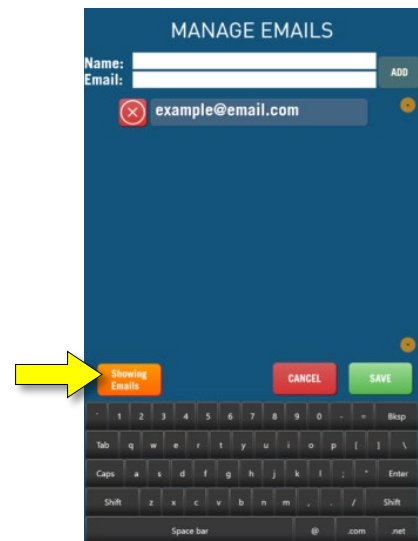 MANAGE EMAILS
Name:
Email:
ADD
example@email.com
Showing
Emails
CANCEL
SAVE
` 1 2 3 4 5 6 7 8 9 0 - = Bksp
Tab q w e r t y u i o p [ ] \
Caps a s d f g h j k l ; ' Enter
Shift z x c v b n m , . / Shift
Space bar @ .com .net